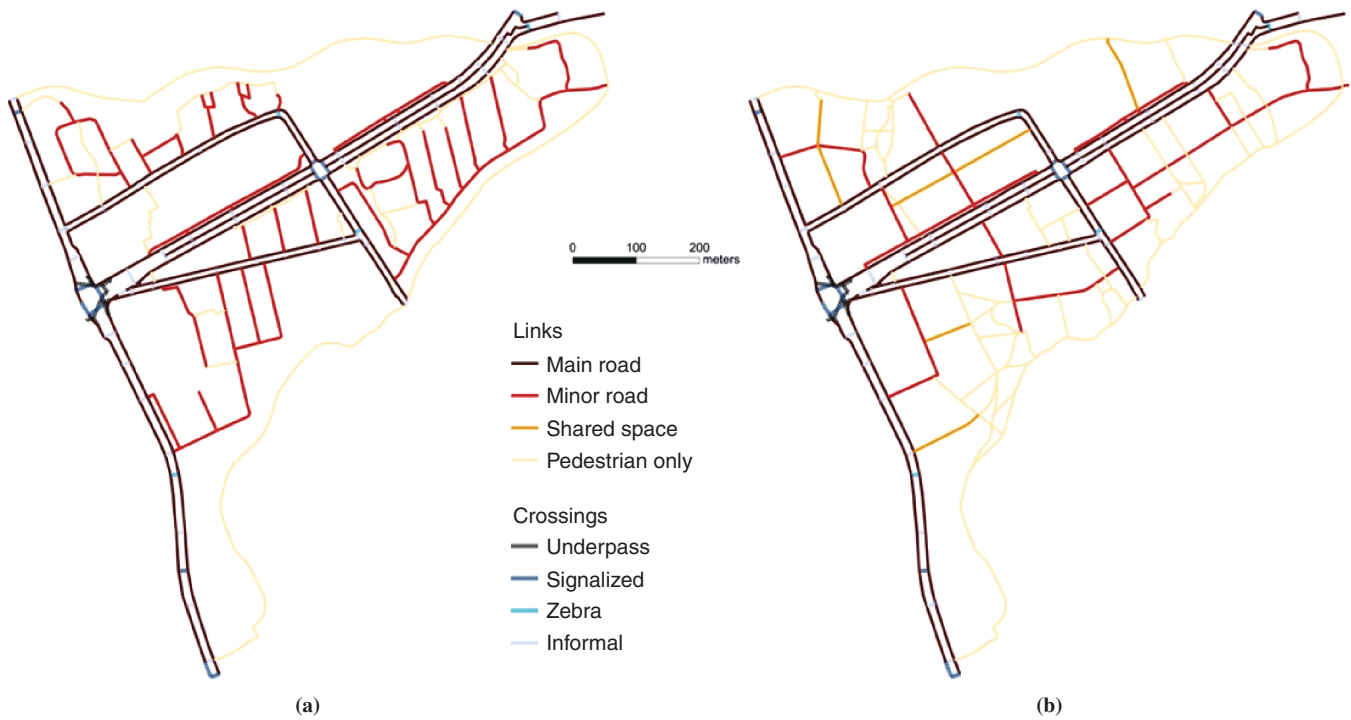 0 100 200
meters
Links
Main road
Minor road
Shared space
Pedestrian only
Crossings
Underpass
Signalized
Zebra
Informal
(a) (b)